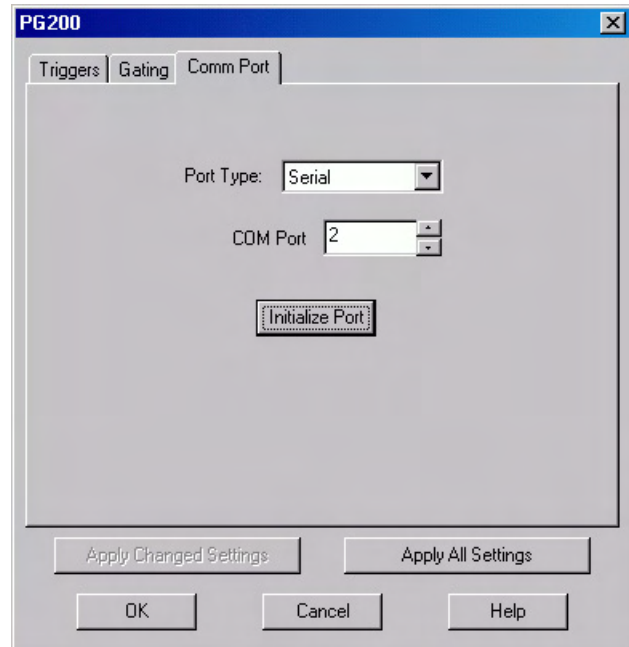 PG200
Triggers Gating Comm Port
Port Type: Serial
COM Port 2
Initialize Port
Apply Changed Settings Apply All Settings
OK Cancel Help